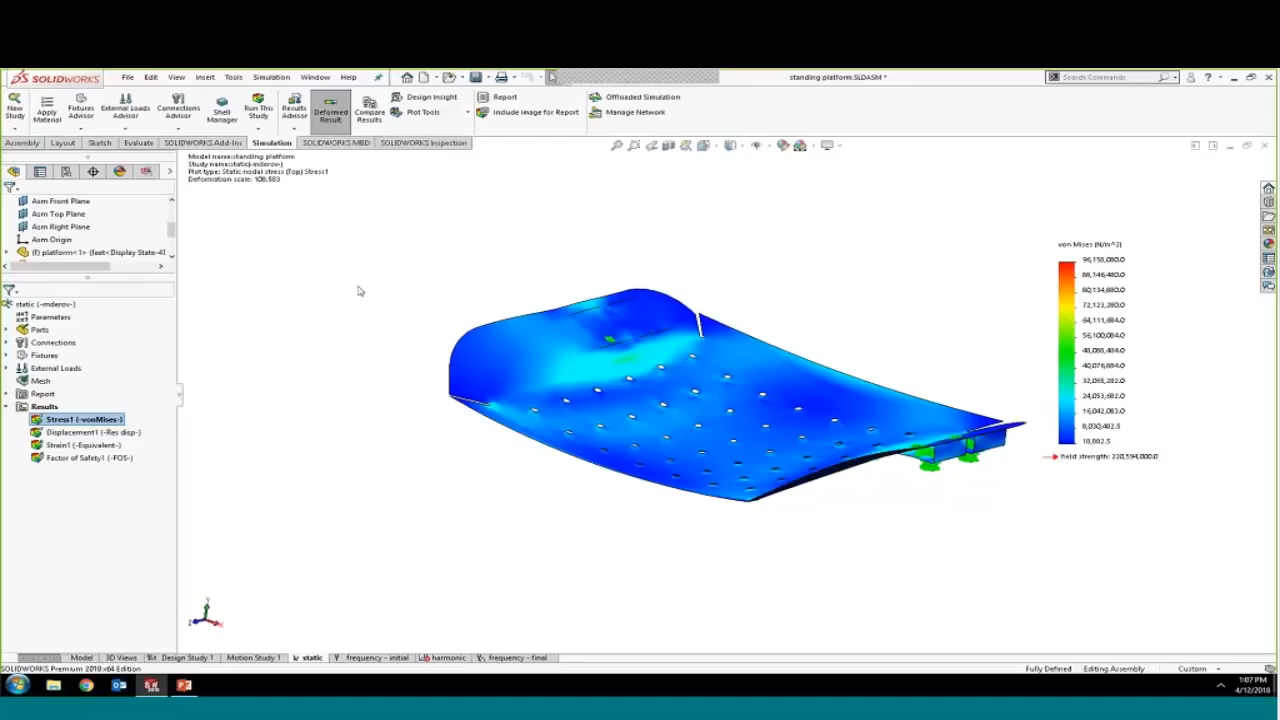 SOLIDWORKS File Edit View Insert Tools Simulation Window Help standing platform.SLDASM * Search Commands
New Study Apply Material Fixtures Advisor External Loads Advisor Connections Advisor Shell Manager Run This Study Results Advisor Deformed Result Compare Results
Design Insight Report Offloaded Simulation
Plot Tools Include Image for Report Manage Network
Assembly Layout Sketch Evaluate SOLIDWORKS Add-Ins Simulation SOLIDWORKS MBD SOLIDWORKS Inspection
Model name:standing platform
Study name:static(-mderov-)
Plot type: Static nodal stress (Top) Stress1
Asm Front Plane
Asm Top Plane
Asm Right Plane
Asm Origin
(f) platform<1> (feet<Display State-41
static (-mderov-)
Parameters
Parts
Connections
Fixtures
External Loads
Mesh
Report
Results
Stress1 (-vonMises-)
Displacement1 (-Res disp-)
Strain1 (-Equivalent-)
Factor of Safety1 (-FOS-)
von Mises (N/m^2)
96,158,080.0
88,146,480.0
80,134,880.0
72,123,280.0
64,111,684.0
56,100,084.0
48,088,484.0
40,076,884.0
32,065,282.0
24,053,682.0
16,042,083.0
8,030,482.5
18,882.5
Yield strength: 220,594,000.0
Model 3D Views Design Study 1 Motion Study 1 static frequency - initial harmonic frequency - final
SOLIDWORKS Premium 2018 x64 Edition Fully Defined Editing Assembly Custom
1:07 PM
4/12/2018